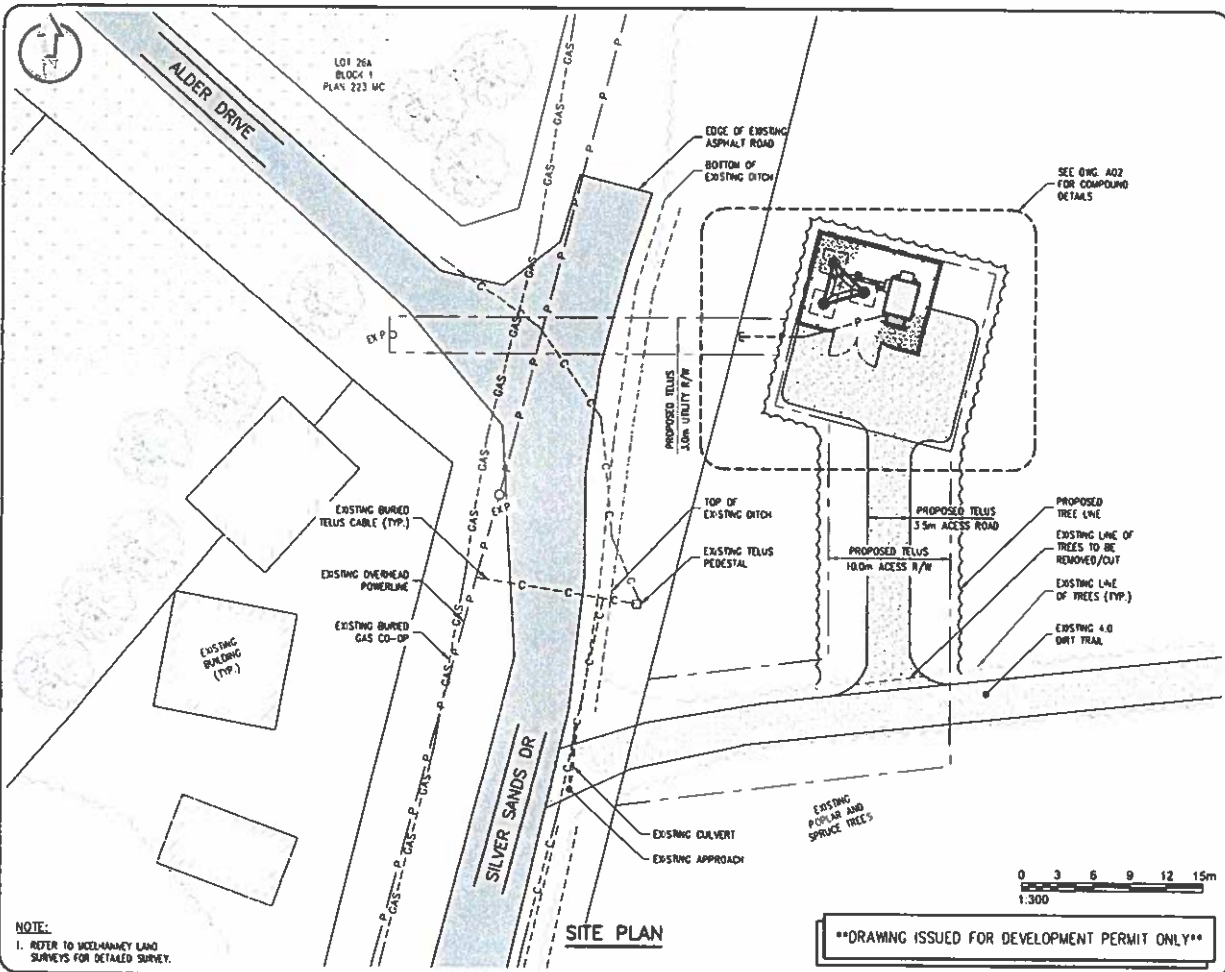 ALDER DRIVE
LOT 26A
BLOCK 1
PLAN 223 MC
EDGE OF EXISTING
ASPHALT ROAD
BOTTOM OF
EXISTING DITCH
SEE DWG. A02
FOR COMPOUND
DETAILS
EX P
PROPOSED TELUS
3.0m UTILITY R/W
P
EX P
EXISTING BURIED
TELUS CABLE (TYP.)
EXISTING OVERHEAD
POWERLINE
EXISTING BURIED
GAS CO-OP
TOP OF
EXISTING DITCH
EXISTING TELUS
PEDESTAL
PROPOSED TELUS
3.5m ACESS ROAD
PROPOSED TELUS
10.0m ACESS R/W
PROPOSED
TREE LINE
EXISTING LINE OF
TREES TO BE
REMOVED/CUT
EXISTING LINE
OF TREES (TYP.)
EXISTING 4.0
DIRT TRAIL
EXISTING
BUILDING
(TYP.)
GAS
P
C
SILVER SANDS DR
EXISTING CULVERT
EXISTING APPROACH
EXISTING
POPLAR AND
SPRUCE TREES
0 3 6 9 12 15m
1:300
NOTE:
1. REFER TO MCELHANNEY LAND
SURVEYS FOR DETAILED SURVEY.
SITE PLAN
**DRAWING ISSUED FOR DEVELOPMENT PERMIT ONLY**